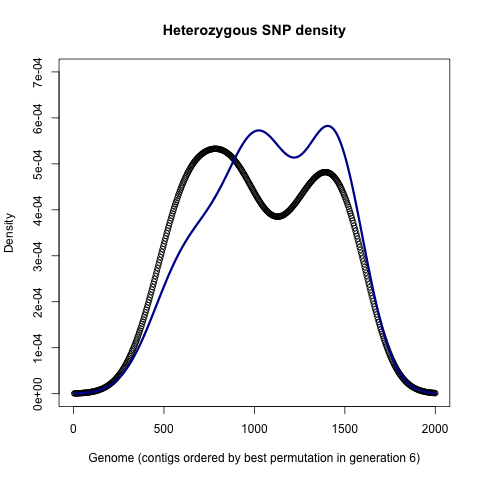 Heterozygous SNP density
Density
7e-04
6e-04
5e-04
4e-04
3e-04
2e-04
1e-04
0e+00
0 500 1000 1500 2000
Genome (contigs ordered by best permutation in generation 6)